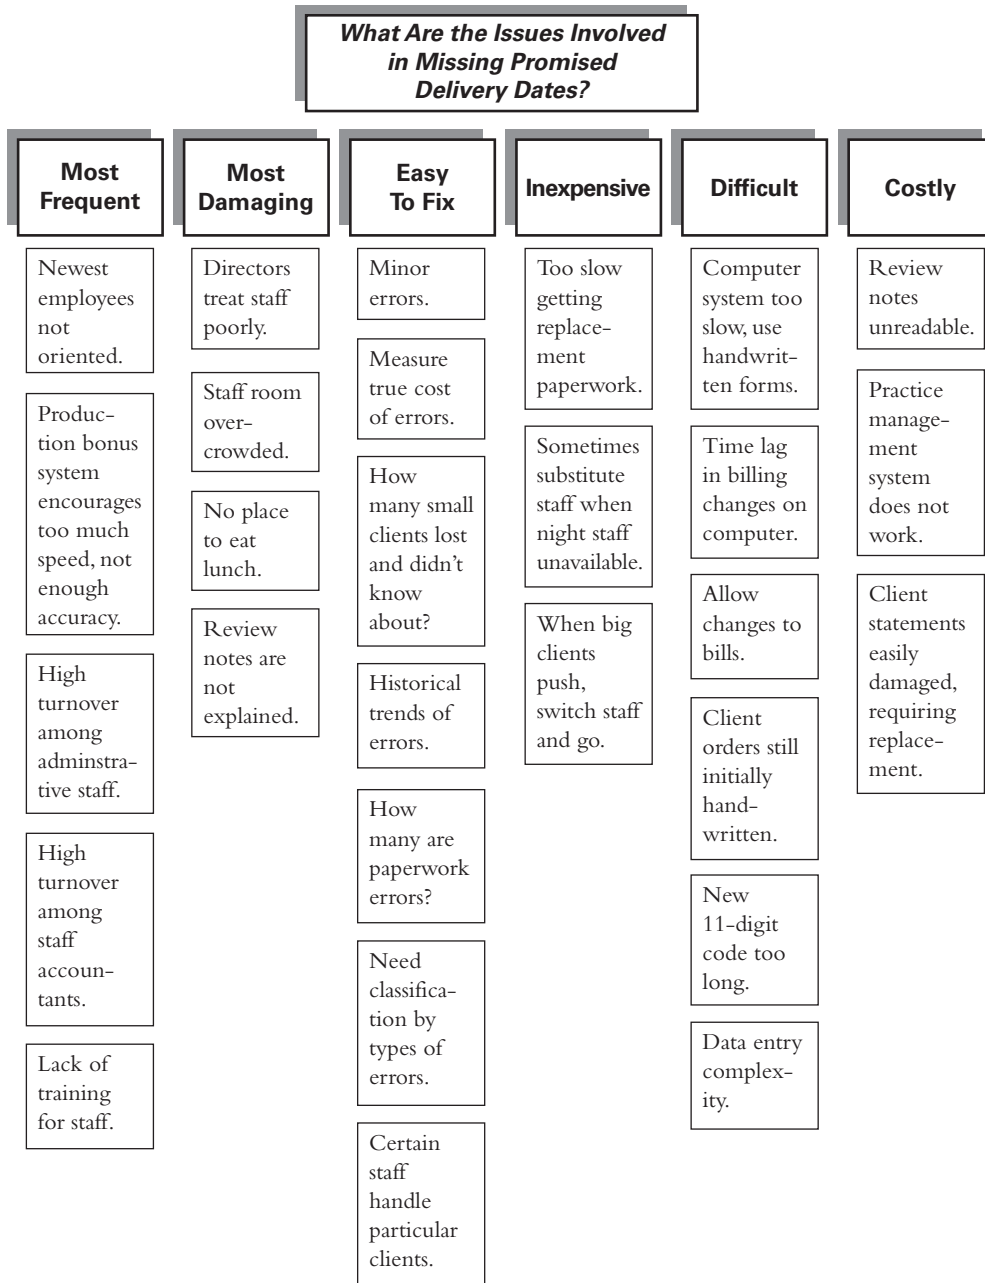 What Are the Issues Involved
in Missing Promised
Delivery Dates?
Most
Frequent
Newest
employees
not
oriented.
Produc-
tion bonus
system
encourages
too much
speed, not
enough
accuracy.
High
turnover
among
adminstra-
tive staff.
High
turnover
among
staff
accoun-
tants.
Lack of
training
for staff.
Most
Damaging
Directors
treat staff
poorly.
Staff room
over-
crowded.
No place
to eat
lunch.
Review
notes are
not
explained.
Easy
To Fix
Minor
errors.
Measure
true cost
of errors.
How
many small
clients lost
and didn't
know
about?
Historical
trends of
errors.
How
many are
paperwork
errors?
Need
classifica-
tion by
types of
errors.
Certain
staff
handle
particular
clients.
Inexpensive
Too slow
getting
replace-
ment
paperwork.
Sometimes
substitute
staff when
night staff
unavailable.
When big
clients
push,
switch staff
and go.
Difficult
Computer
system too
slow, use
handwrit-
ten forms.
Time lag
in billing
changes on
computer.
Allow
changes to
bills.
Client
orders still
initially
hand-
written.
New
11-digit
code too
long.
Data entry
complex-
ity.
Costly
Review
notes
unreadable.
Practice
manage-
ment
system
does not
work.
Client
statements
easily
damaged,
requiring
replace-
ment.